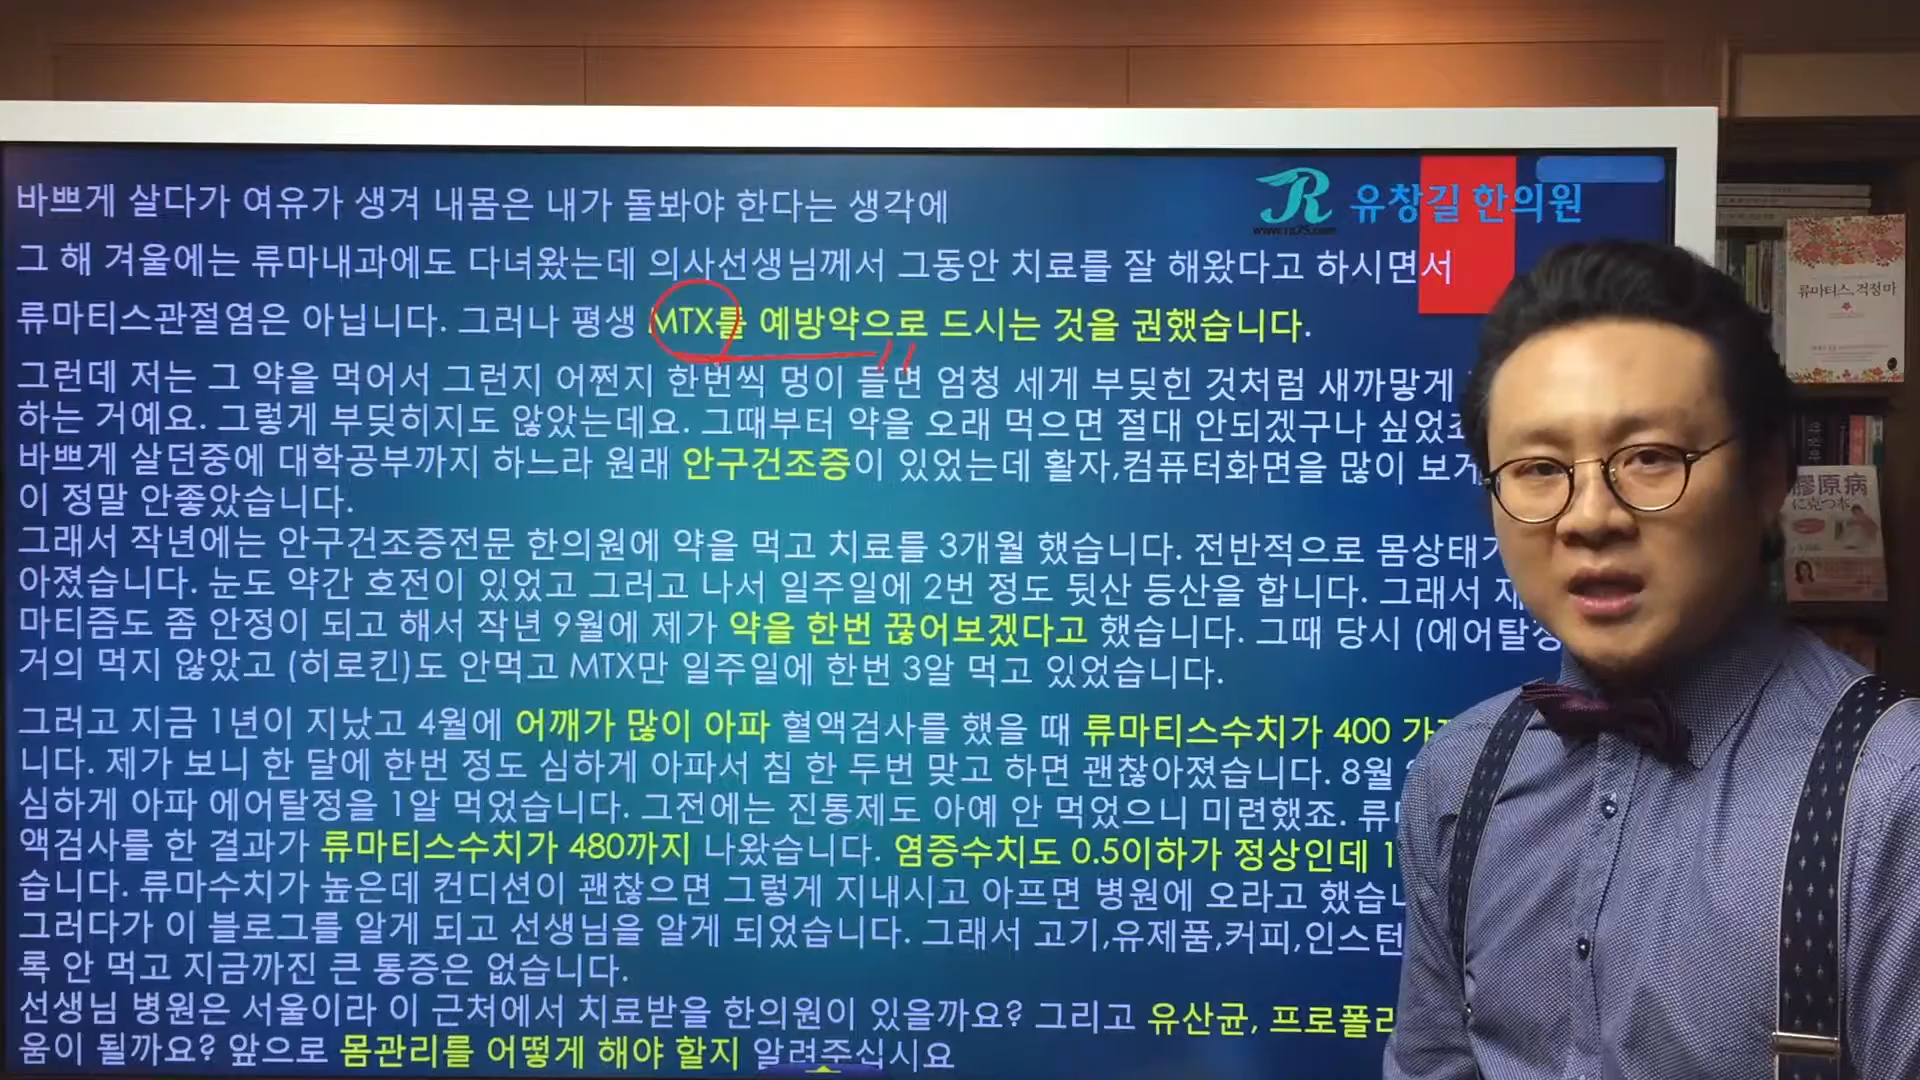 유창길 한의원
바쁘게 살다가 여유가 생겨 내몸은 내가 돌봐야 한다는 생각에
그 해 겨울에는 류마내과에도 다녀왔는데 의사선생님께서 그동안 치료를 잘 해왔다고 하시면서
류마티스관절염은 아닙니다. 그러나 평생 MTX를 예방약으로 드시는 것을 권했습니다.
그런데 저는 그 약을 먹어서 그런지 어쩐지 한번씩 멍이 들면 엄청 세게 부딪힌 것처럼 새까맣게
하는 거예요. 그렇게 부딪히지도 않았는데요. 그때부터 약을 오래 먹으면 절대 안되겠구나
바쁘게 살던중에 대학공부까지 하느라 원래 안구건조증이 있었는데 활자,컴퓨터화면을 많이
이 정말 안좋았습니다.
그래서 작년에는 안구건조증전문 한의원에 약을 먹고 치료를 3개월 했습니다. 전반적으로
아졌습니다. 눈도 약간 호전이 있었고 그러고 나서 일주일에 2번 정도 뒷산 등산을 합니다. 그래서
마티즘도 좀 안정이 되고 해서 작년 9월에 제가 약을 한번 끊어보겠다고 했습니다. 그때 당시
거의 먹지 않았고 (히로킨)도 안먹고 MTX만 일주일에 한번 3알 먹고 있었습니다.
그러고 지금 1년이 지났고 4월에 어깨가 많이 아파 혈액검사를 했을 때 류마티스수치가 400
니다. 제가 보니 한 달에 한번 정도 심하게 아파서 침 한 두번 맞고 하면 괜찮아졌습니다. 8월
심하게 아파 에어탈정을 1알 먹었습니다. 그전에는 진통제도 아예 안 먹었으니 미련했죠.
액검사를 한 결과가 류마티스수치가 480까지 나왔습니다. 염증수치도 0.5이하가 정상인데
습니다. 류마수치가 높은데 컨디션이 괜찮으면 그렇게 지내시고 아프면 병원에 오라고
그러다가 이 블로그를 알게 되고 선생님을 알게 되었습니다. 그래서 고기,유제품,커피,
록 안 먹고 지금까진 큰 통증은 없습니다.
선생님 병원은 서울이라 이 근처에서 치료받을 한의원이 있을까요? 그리고 유산균,
움이 될까요? 앞으로 몸관리를 어떻게 해야 할지 알려주십시요
류마티스, 걱정마
膠原病